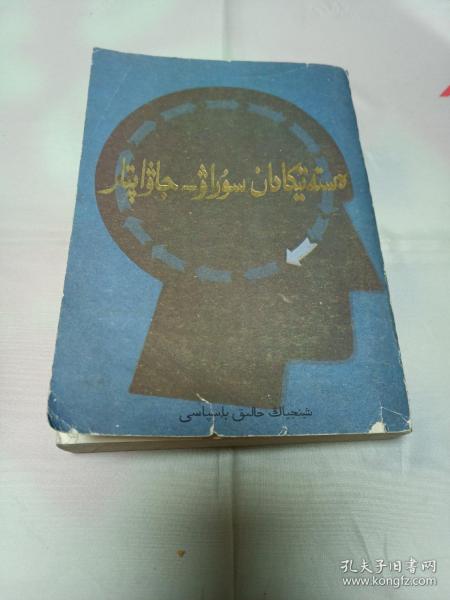 ەستەتيكادان سۇراۋ-جاۋاپتار
شينجياڭ حالىق باسپاسى
孔夫子旧书网
www.kongfz.com